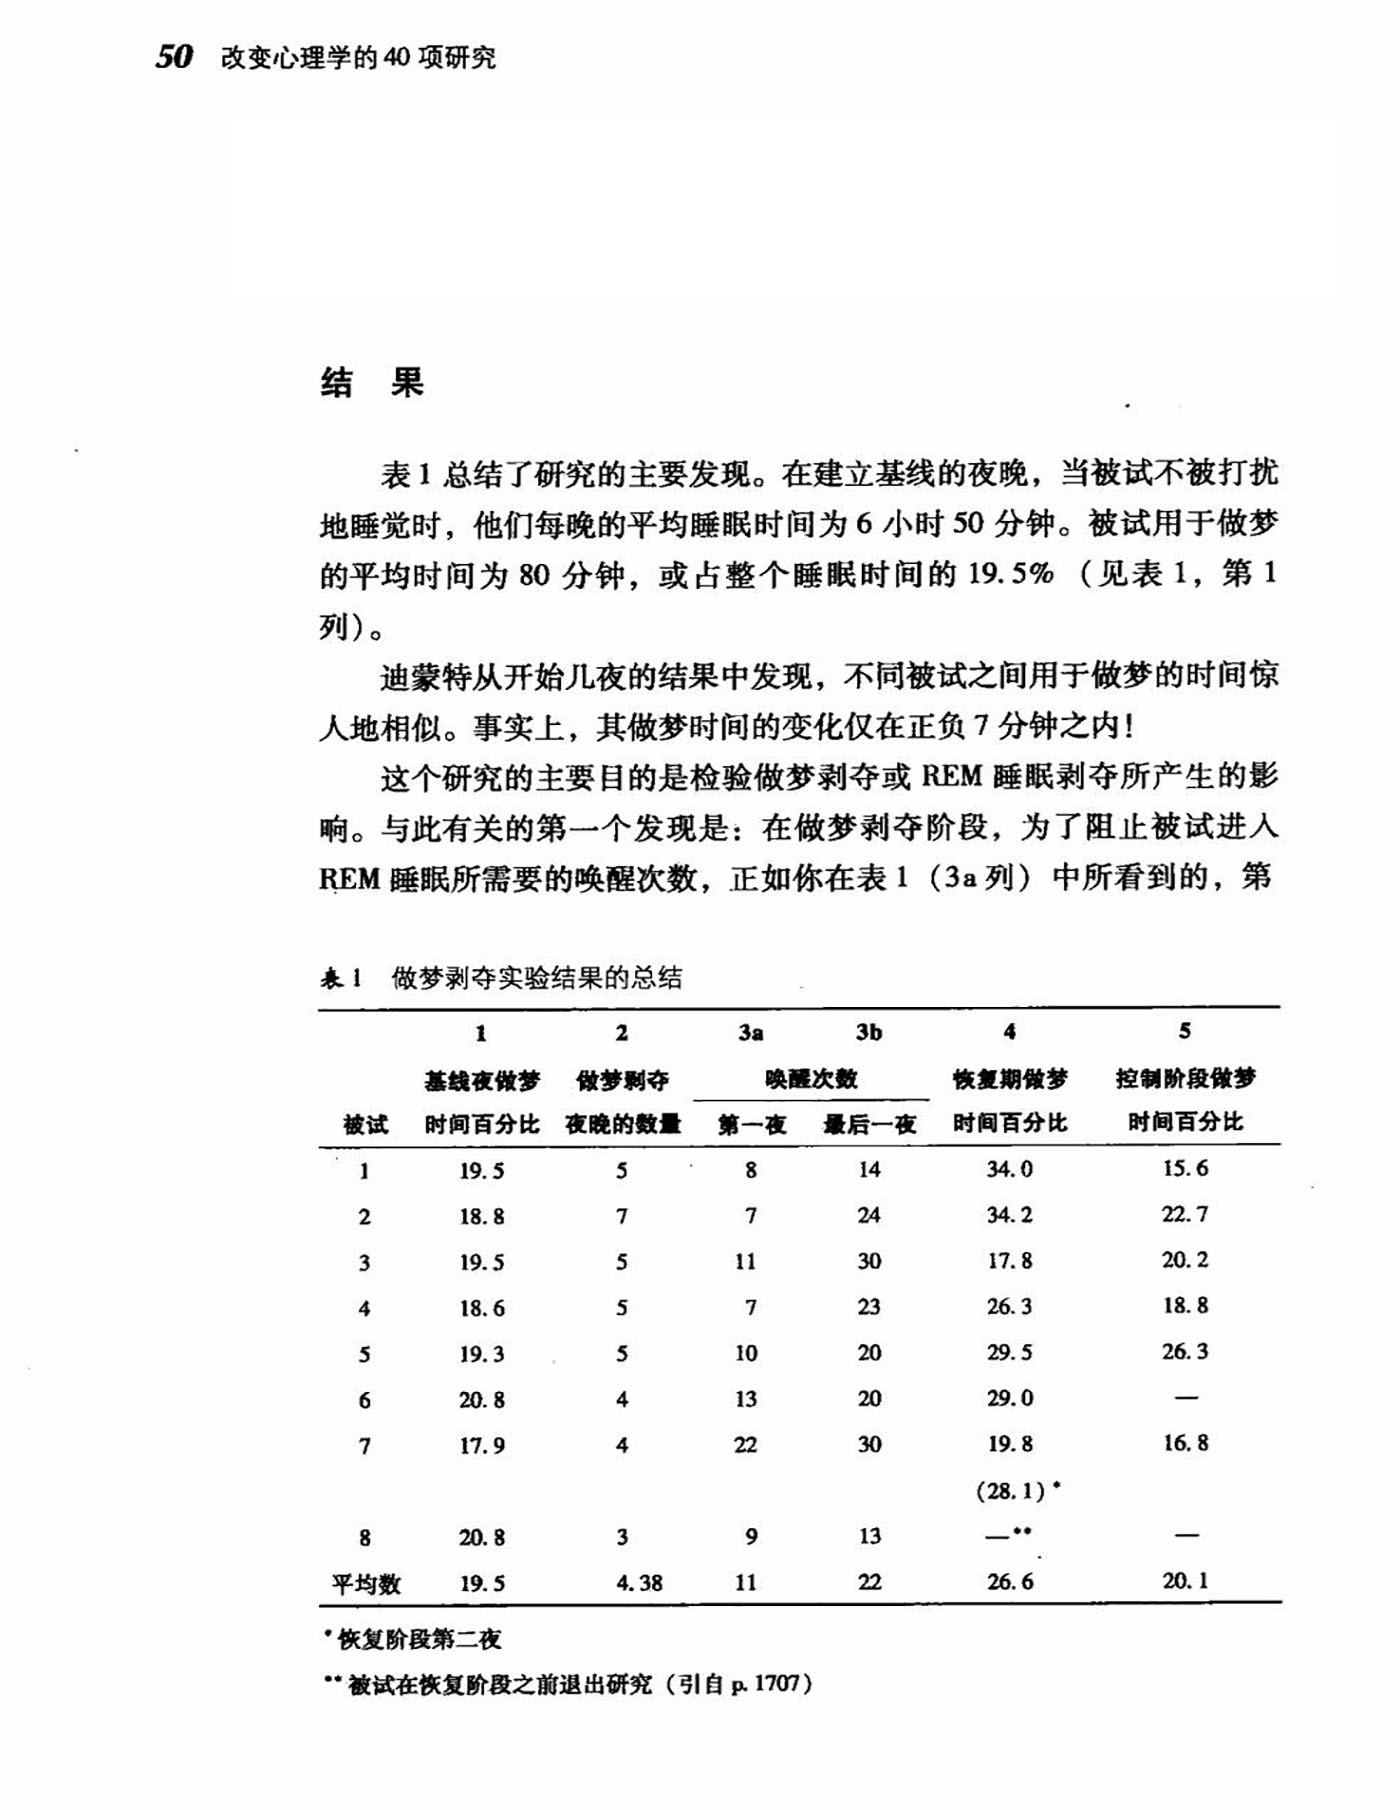 50 改变心理学的 40 项研究
结 果
表 1 总结了研究的主要发现。在建立基线的夜晚，当被试不被打扰
地睡觉时，他们每晚的平均睡眠时间为 6 小时 50 分钟。被试用于做梦
的平均时间为 80 分钟，或占整个睡眠时间的 19.5% （见表 1，第 1
列）。
迪蒙特从开始几夜的结果中发现，不同被试之间用于做梦的时间惊
人地相似。事实上，其做梦时间的变化仅在正负 7 分钟之内！
这个研究的主要目的是检验做梦剥夺或 REM 睡眠剥夺所产生的影
响。与此有关的第一个发现是：在做梦剥夺阶段，为了阻止被试进入
REM 睡眠所需要的唤醒次数，正如你在表 1（3a 列）中所看到的，第
表 1 做梦剥夺实验结果的总结
1 2 3a 3b 4 5
基线夜做梦 做梦剥夺 唤醒次数 恢复期做梦 控制阶段做梦
被试 时间百分比 夜晚的数量 第一夜 最后一夜 时间百分比 时间百分比
1 19.5 5 8 14 34.0 15.6
2 18.8 7 7 24 34.2 22.7
3 19.5 5 11 30 17.8 20.2
4 18.6 5 7 23 26.3 18.8
5 19.3 5 10 20 29.5 26.3
6 20.8 4 13 20 29.0 —
7 17.9 4 22 30 19.8 16.8
(28.1)*
8 20.8 3 9 13 —** —
平均数 19.5 4.38 11 22 26.6 20.1
*恢复阶段第二夜
**被试在恢复阶段之前退出研究（引自 p. 1707）